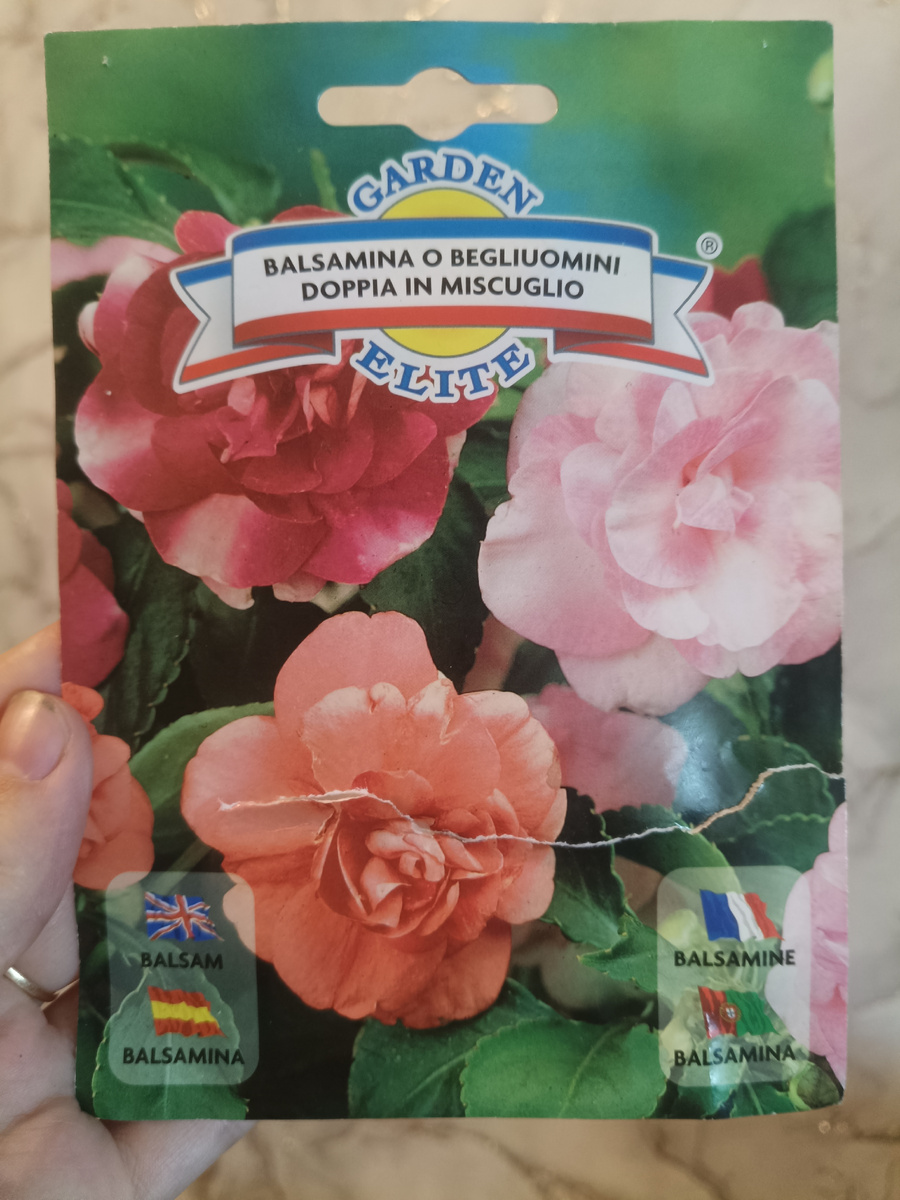 GARDEN
®
BALSAMINA O BEGLIUOMINI
DOPPIA IN MISCUGLIO
ELITE
BALSAM
BALSAMINA
BALSAMINE
BALSAMINA